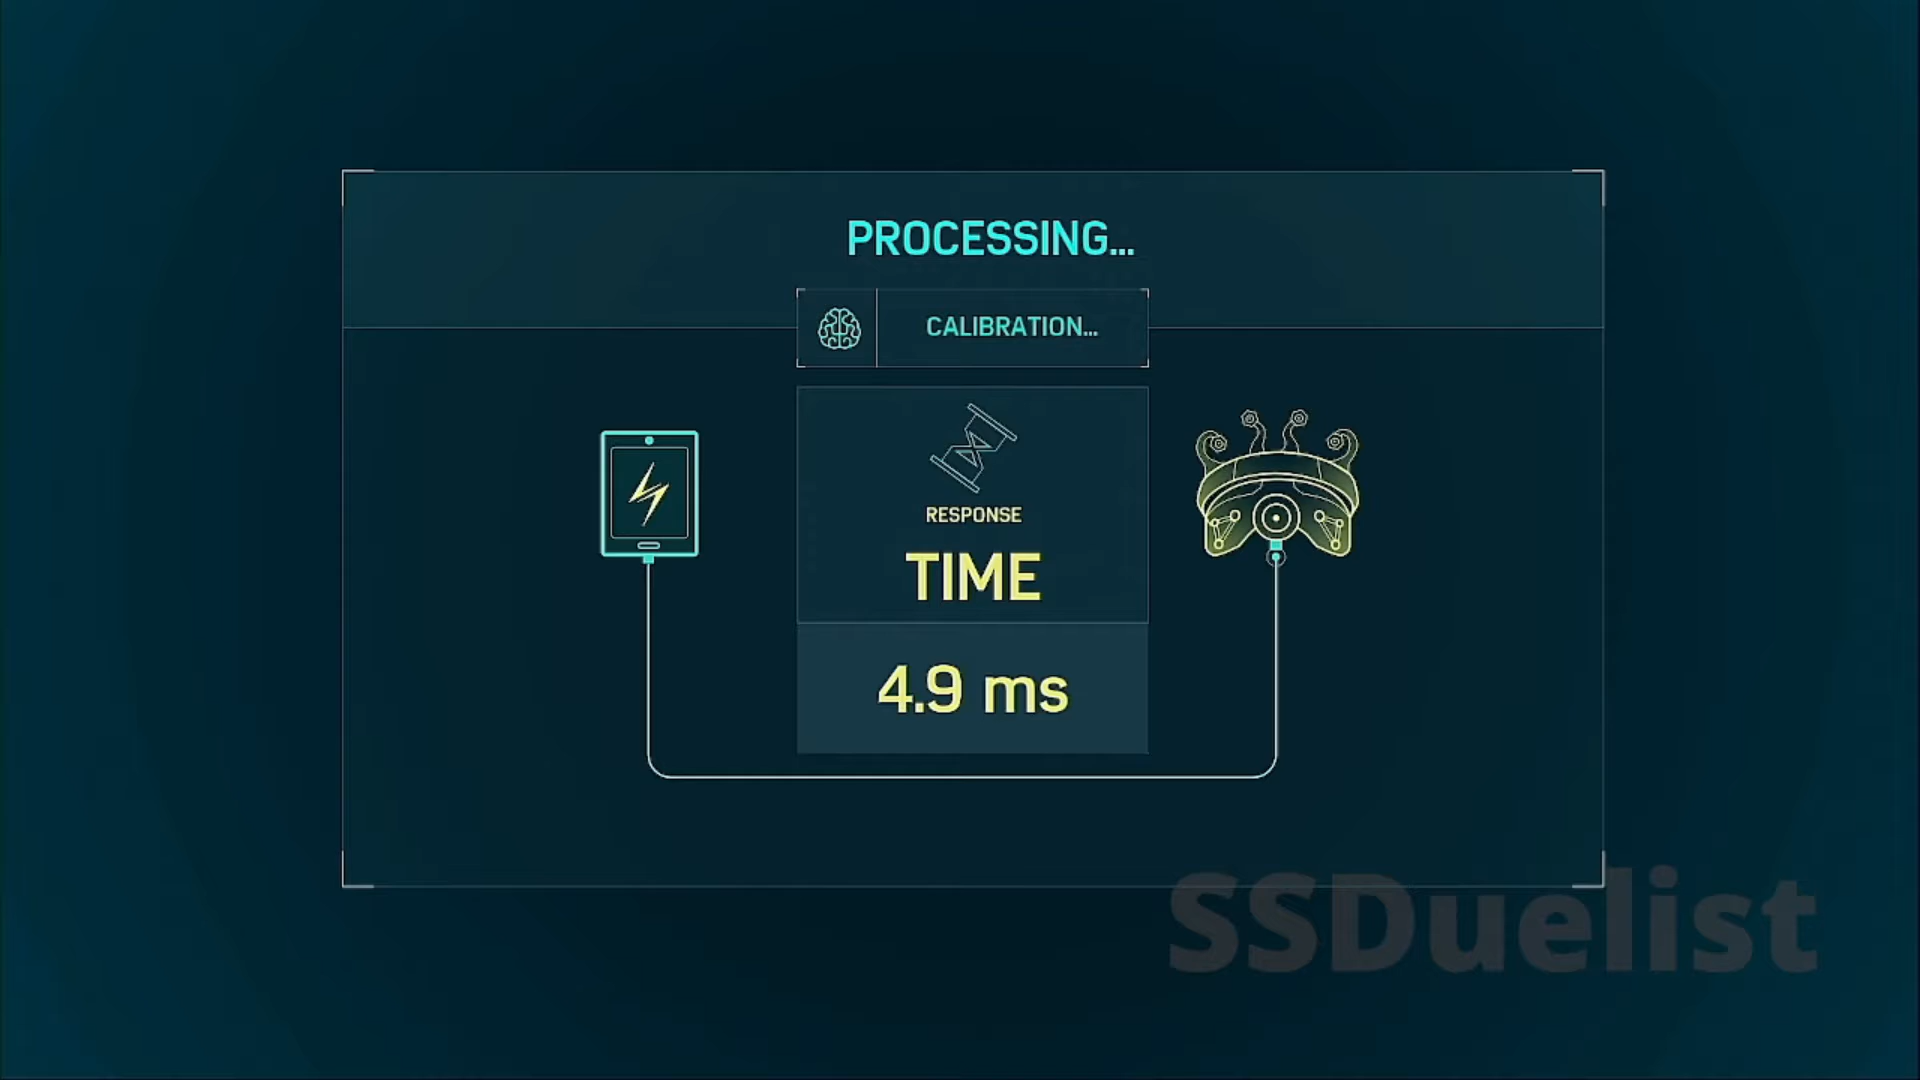 PROCESSING...
CALIBRATION...
RESPONSE
TIME
4.9 ms
SSDuelist